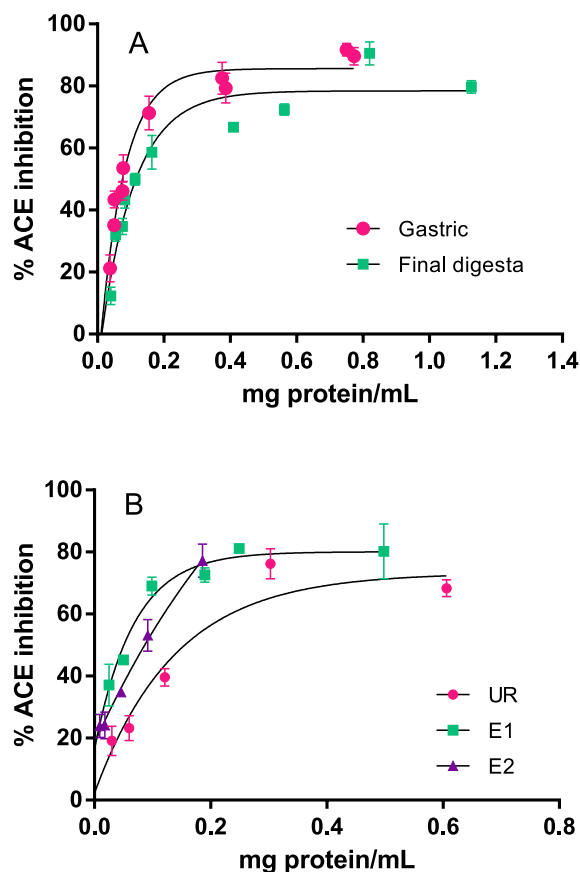 A
100
80
60
40
20
0
% ACE inhibition
Gastric
Final digesta
0.0 0.2 0.4 0.6 0.8 1.0 1.2 1.4
mg protein/mL
B
100
80
60
40
20
0
% ACE inhibition
UR
E1
E2
0.0 0.2 0.4 0.6 0.8
mg protein/mL